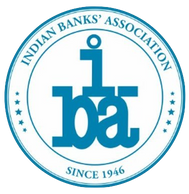 INDIAN BANKS' ASSOCIATION
iba
SINCE 1946